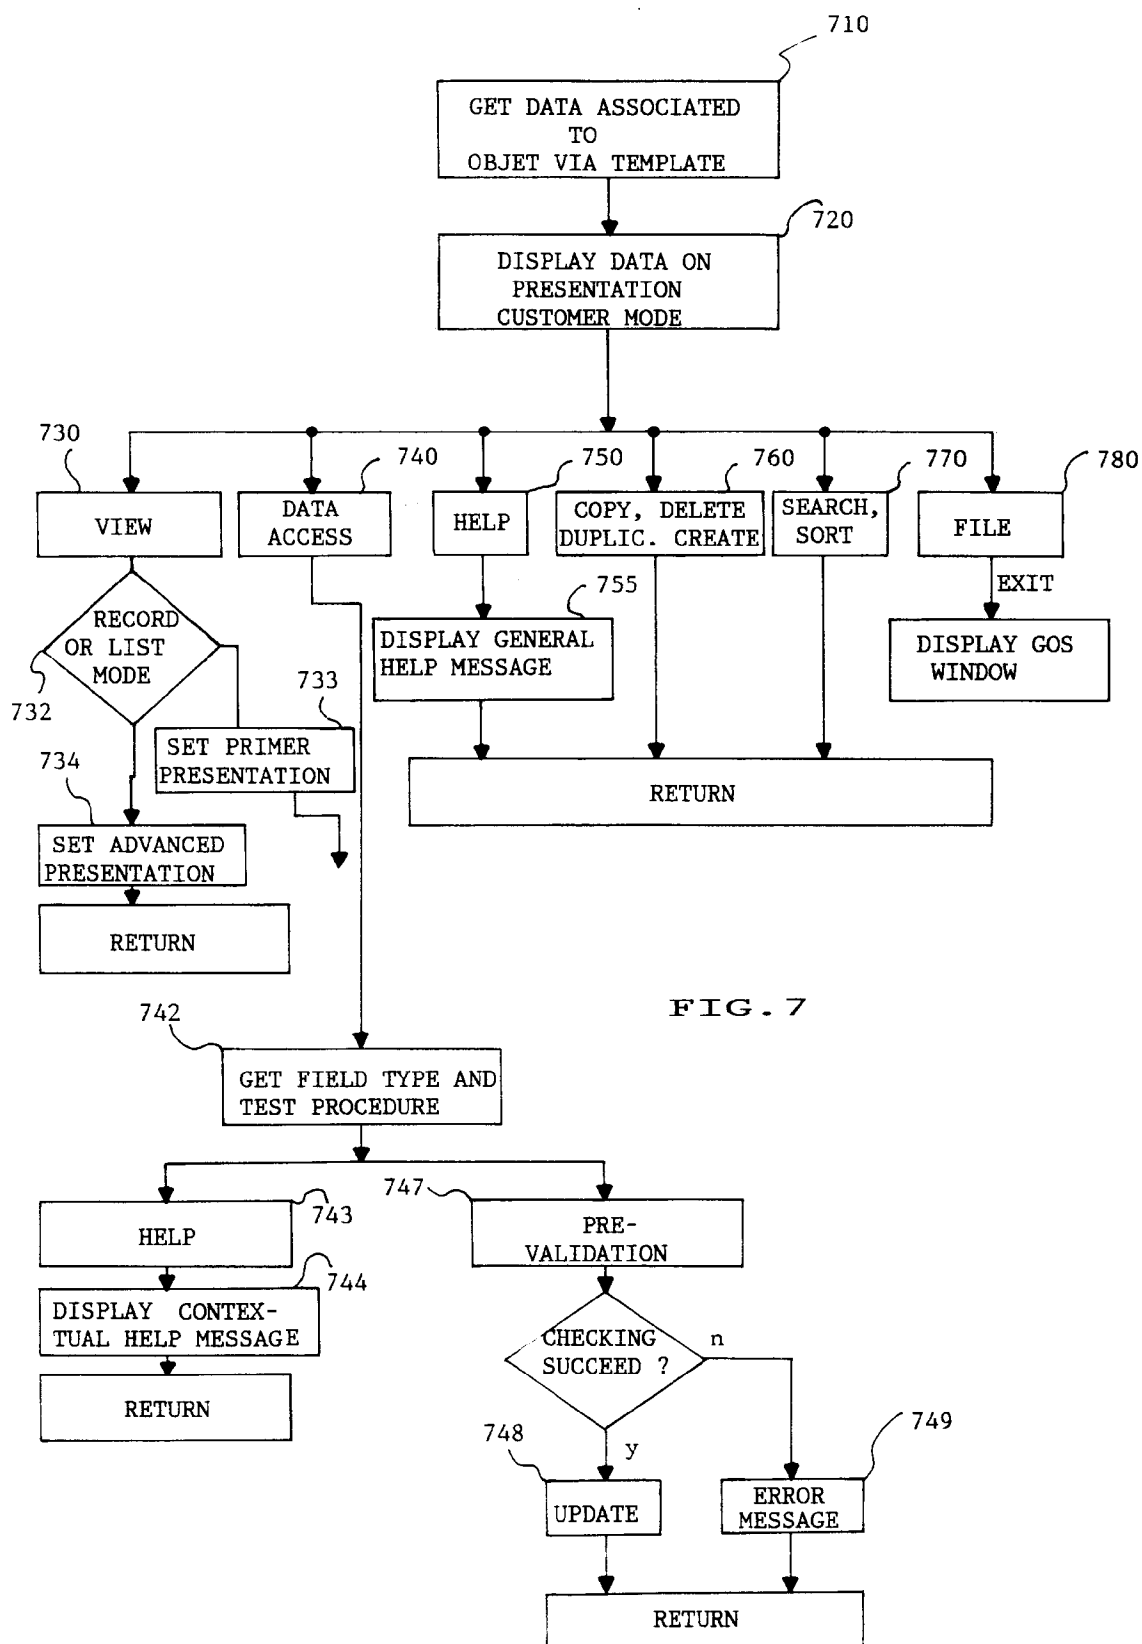 710
GET DATA ASSOCIATED
TO
OBJET VIA TEMPLATE
720
DISPLAY DATA ON
PRESENTATION
CUSTOMER MODE
730
740
750
760
770
780
VIEW
DATA
ACCESS
HELP
COPY, DELETE
DUPLIC. CREATE
SEARCH,
SORT
FILE
EXIT
755
RECORD
OR LIST
MODE
732
DISPLAY GENERAL
HELP MESSAGE
DISPLAY GOS
WINDOW
733
SET PRIMER
PRESENTATION
734
SET ADVANCED
PRESENTATION
RETURN
RETURN
FIG. 7
742
GET FIELD TYPE AND
TEST PROCEDURE
743
HELP
747
PRE-
VALIDATION
744
DISPLAY CONTEX-
TUAL HELP MESSAGE
RETURN
CHECKING
SUCCEED ?
n
y
748
UPDATE
749
ERROR
MESSAGE
RETURN